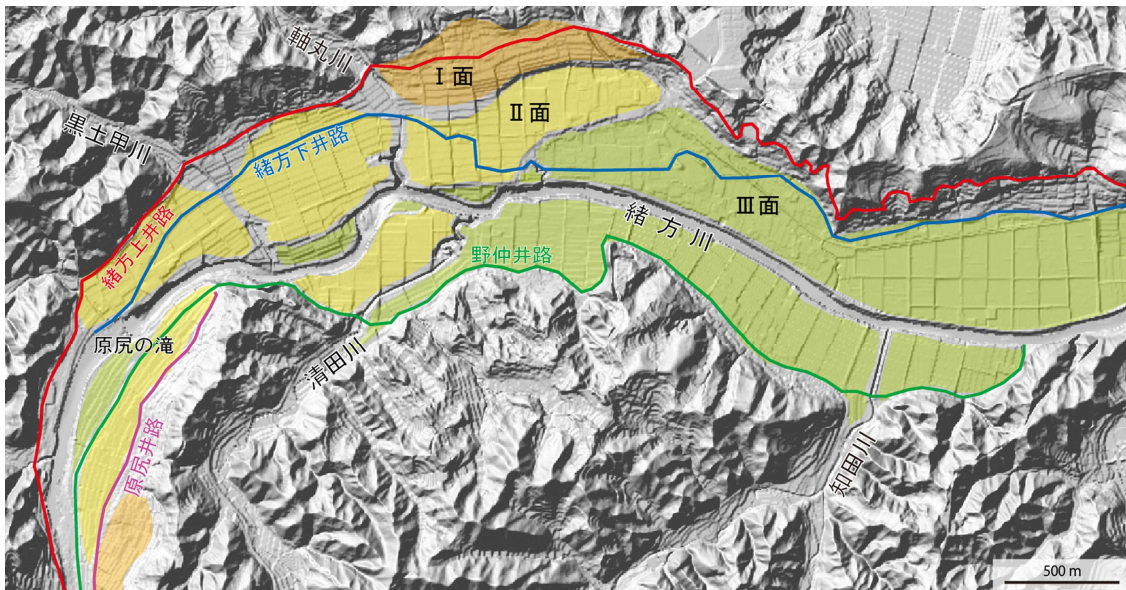 軸丸川
Ⅰ面
Ⅱ面
黒土甲川
緒方下井路
Ⅲ面
緒方川
緒方上井路
野仲井路
原尻の滝
清田川
原尻井路
知田川
500 m